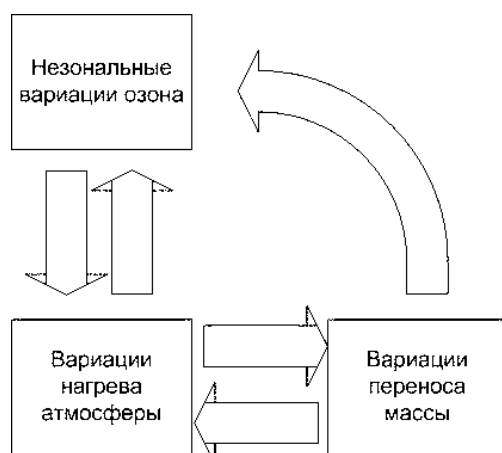 Незональные
вариации озона
Вариации
нагрева
атмосферы
Вариации
переноса
массы